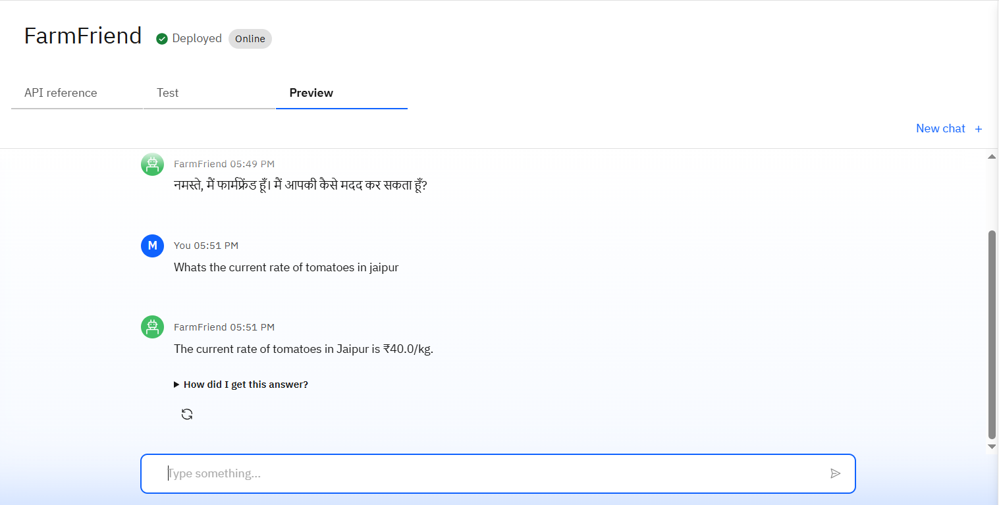 FarmFriend
Deployed
Online
API reference
Test
Preview
New chat +
FarmFriend 05:49 PM
नमस्ते, मैं फार्मफ्रेंड हूँ। मैं आपकी कैसे मदद कर सकता हूँ?
M
You 05:51 PM
Whats the current rate of tomatoes in jaipur
FarmFriend 05:51 PM
The current rate of tomatoes in Jaipur is ₹40.0/kg.
How did I get this answer?
Type something...